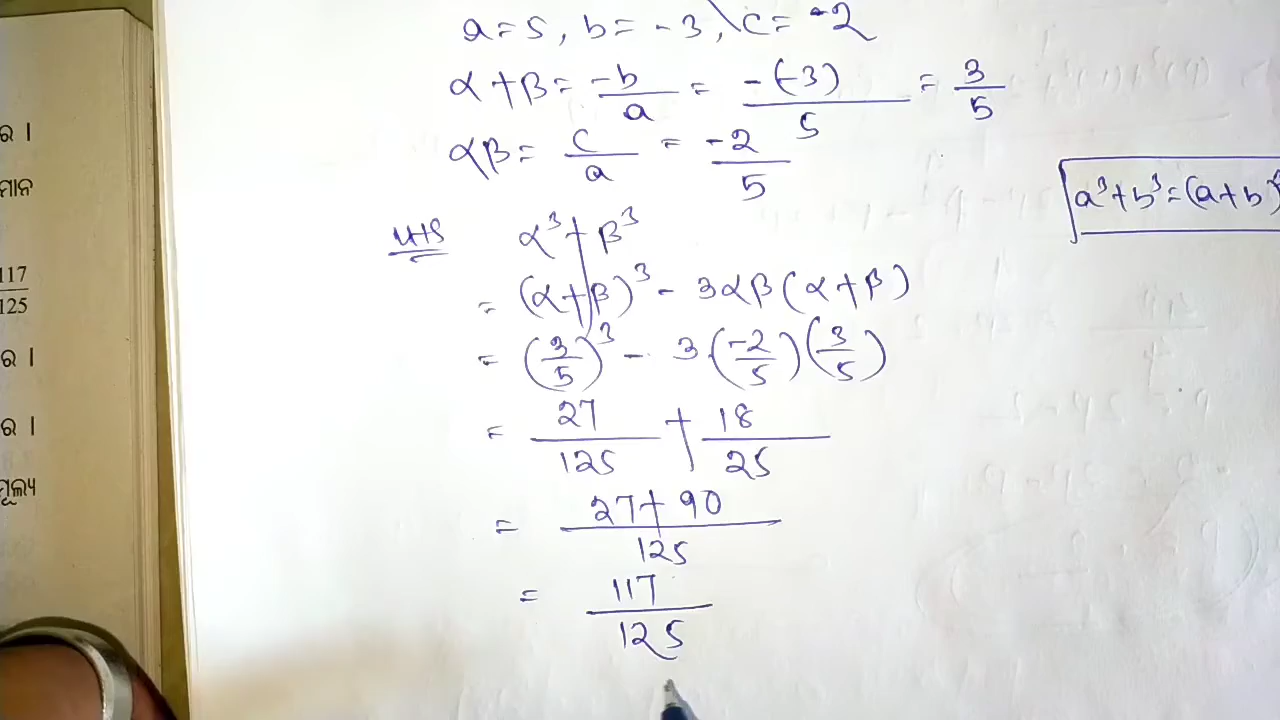 a=5, b= -3, c= -2
α+β = -b/a = -(-3)/5 = 3/5
αβ = c/a = -2/5
a³+b³=(a+b)
LHS α³+β³
= (α+β)³ - 3αβ(α+β)
= (3/5)³ - 3·(-2/5)(3/5)
= 27/125 + 18/25
= 27+90/125
= 117/125
ର ।
ମାନ
117/125
ର ।
ର ।
ମୂଲ୍ୟ